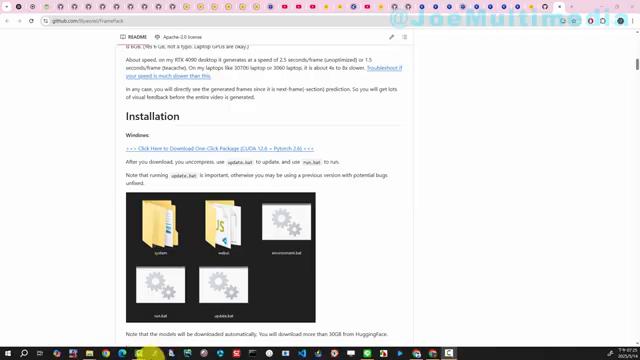 github.com/lllyasviel/FramePack
@JoeMultimedia
README
Apache-2.0 license
is 6GB. (Yes 6 GB, not a typo. Laptop GPUs are okay.)
About speed, on my RTX 4090 desktop it generates at a speed of 2.5 seconds/frame (unoptimized) or 1.5
seconds/frame (teacache). On my laptops like 3070ti laptop or 3060 laptop, it is about 4x to 8x slower. Troubleshoot if
your speed is much slower than this.
In any case, you will directly see the generated frames since it is next-frame(-section) prediction. So you will get lots
of visual feedback before the entire video is generated.
Installation
Windows:
>>> Click Here to Download One-Click Package (CUDA 12.6 + Pytorch 2.6) <<<
After you download, you uncompress, use update.bat to update, and use run.bat to run.
Note that running update.bat is important, otherwise you may be using a previous version with potential bugs
unfixed.
system
webui
environment.bat
run.bat
update.bat
Note that the models will be downloaded automatically. You will download more than 30GB from HuggingFace.
下午 07:25
2025/5/14